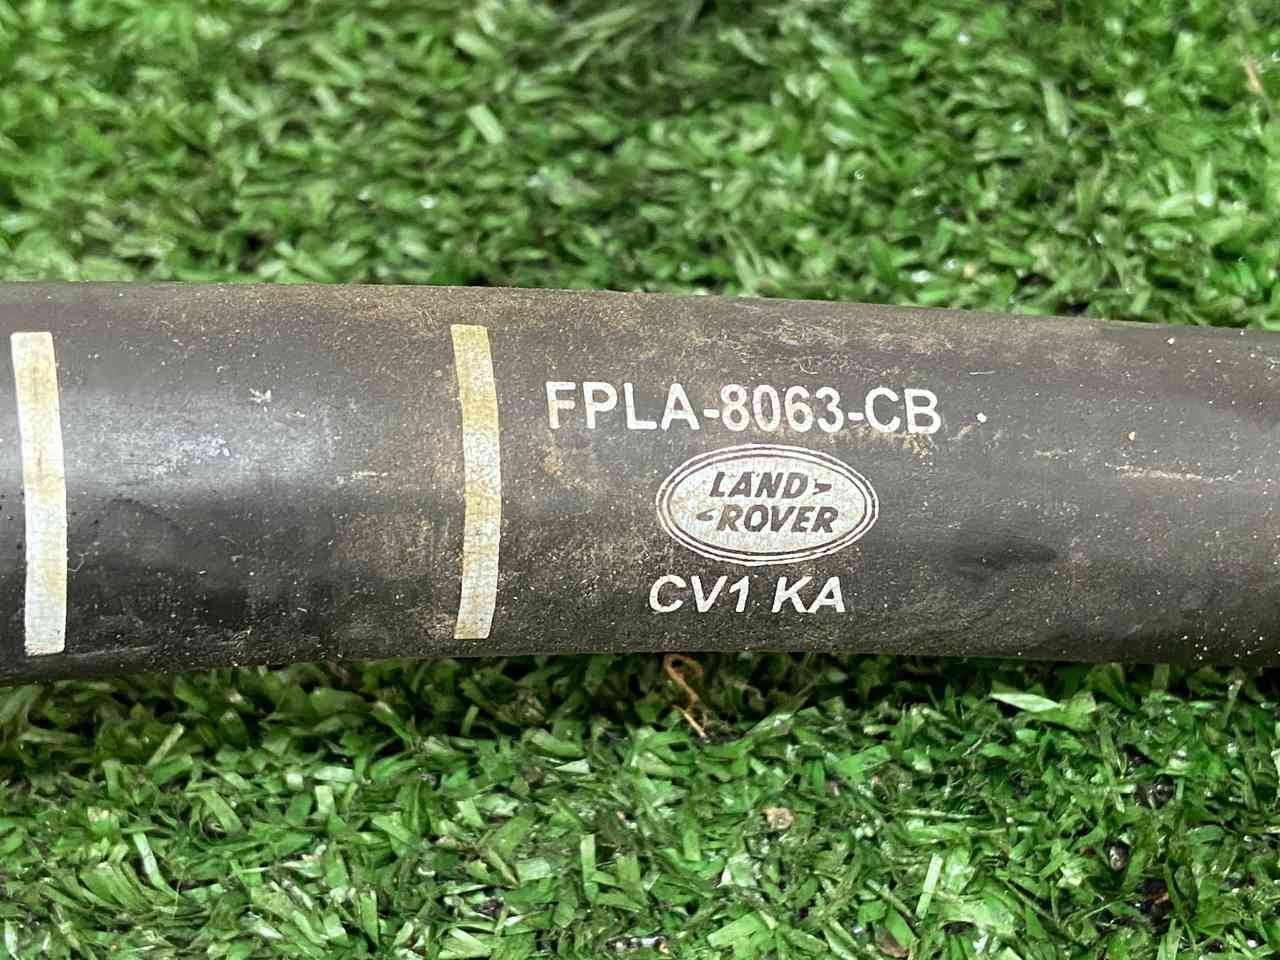 FPLA-8063-CB
LAND
ROVER
CV1 KA